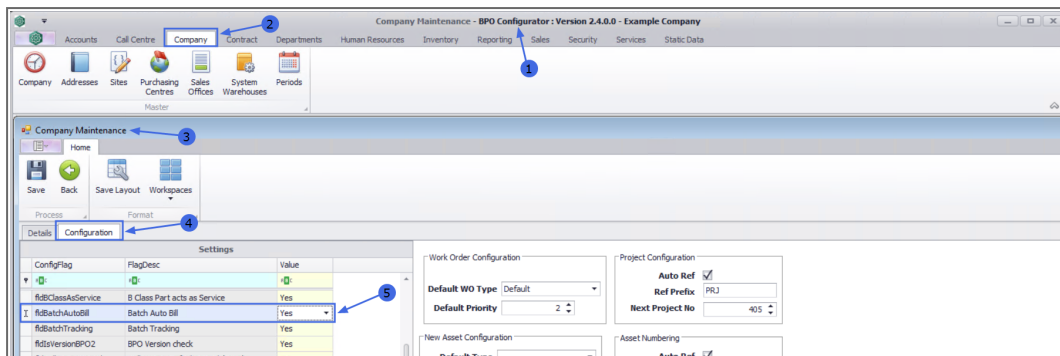 Company Maintenance - BPO Configurator : Version 2.4.0.0 - Example Company
2
Accounts Call Centre Company Contract Departments Human Resources Inventory Reporting Sales Security Services Static Data
1
Company Addresses Sites Purchasing Centres Sales Offices System Warehouses Periods
Master
Company Maintenance
3
Home
Save Back Save Layout Workspaces
Process Format
4
Details Configuration
Settings
ConfigFlag FlagDesc Value
fldBClassAsService B Class Part acts as Service Yes
5
fldBatchAutoBill Batch Auto Bill Yes
fldBatchTracking Batch Tracking Yes
fldIsVersionBPO2 BPO Version check Yes
Work Order Configuration
Default WO Type Default
Default Priority 2
New Asset Configuration
Default Type
Project Configuration
Auto Ref
Ref Prefix PRJ
Next Project No 405
Asset Numbering
Auto Ref